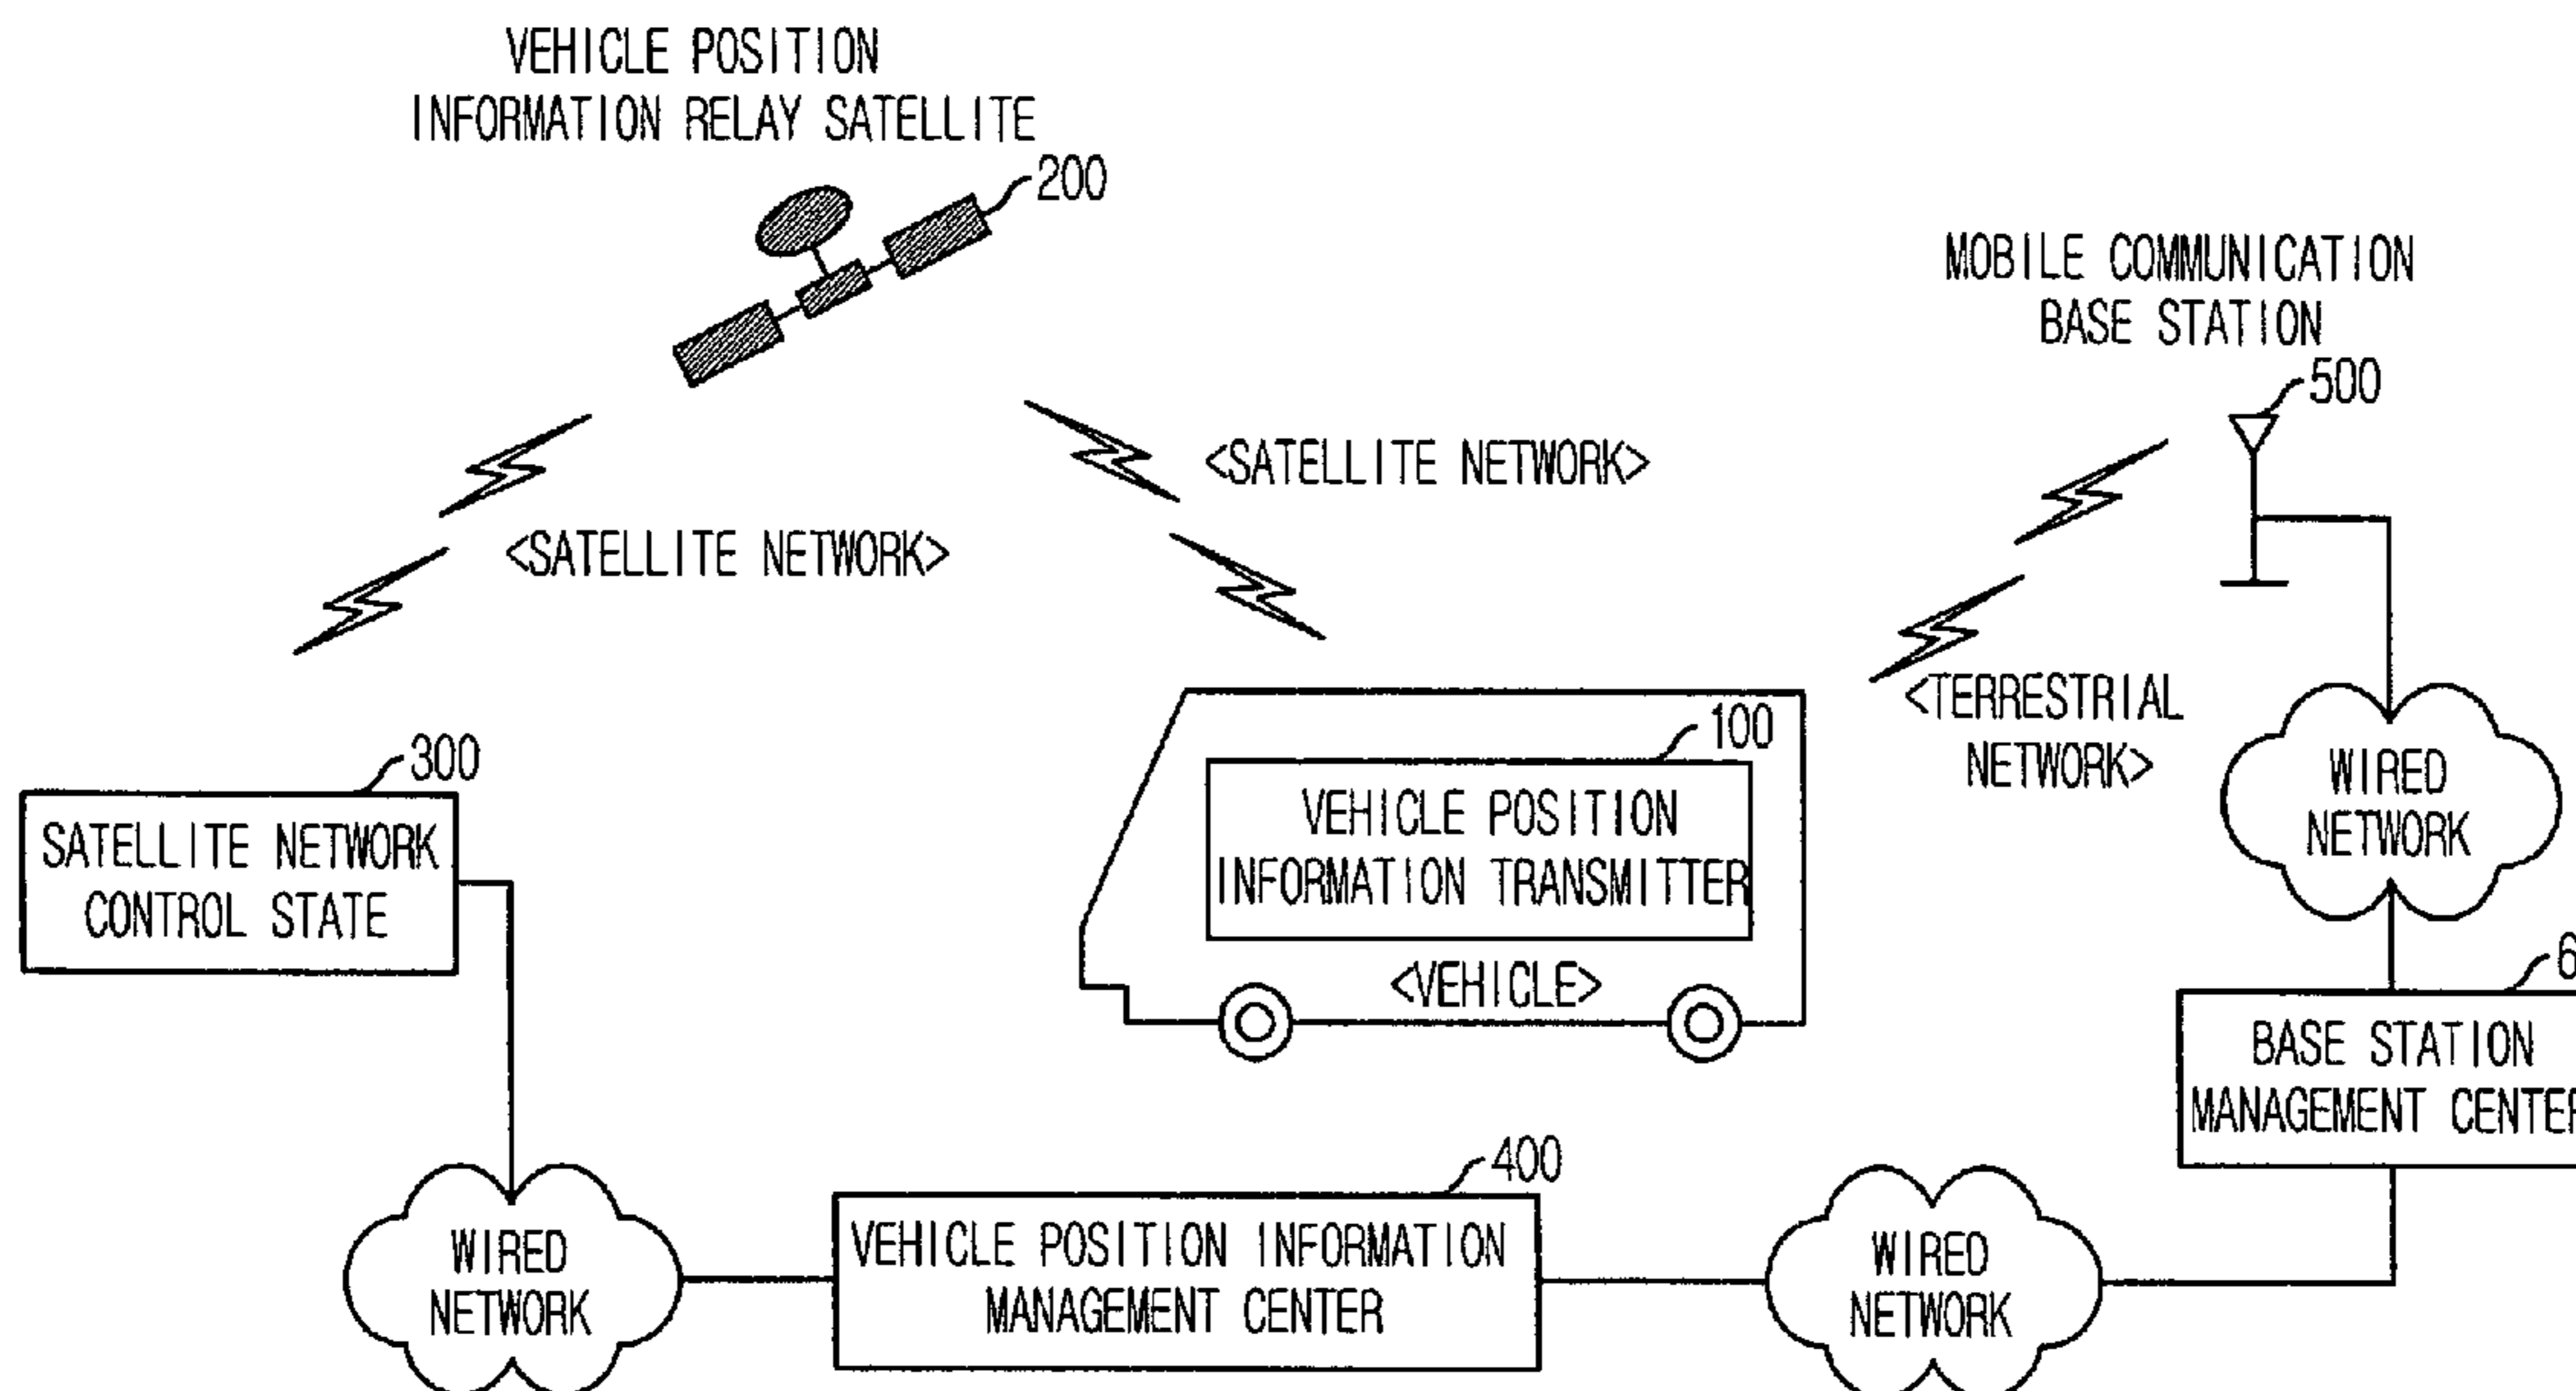 VEHICLE POSITION
INFORMATION RELAY SATELLITE
200
MOBILE COMMUNICATION
BASE STATION
500
<SATELLITE NETWORK>
<SATELLITE NETWORK>
<TERRESTRIAL
NETWORK>
300
SATELLITE NETWORK
CONTROL STATE
100
VEHICLE POSITION
INFORMATION TRANSMITTER
<VEHICLE>
WIRED
NETWORK
6
BASE STATION
MANAGEMENT CENTER
WIRED
NETWORK
400
VEHICLE POSITION INFORMATION
MANAGEMENT CENTER
WIRED
NETWORK